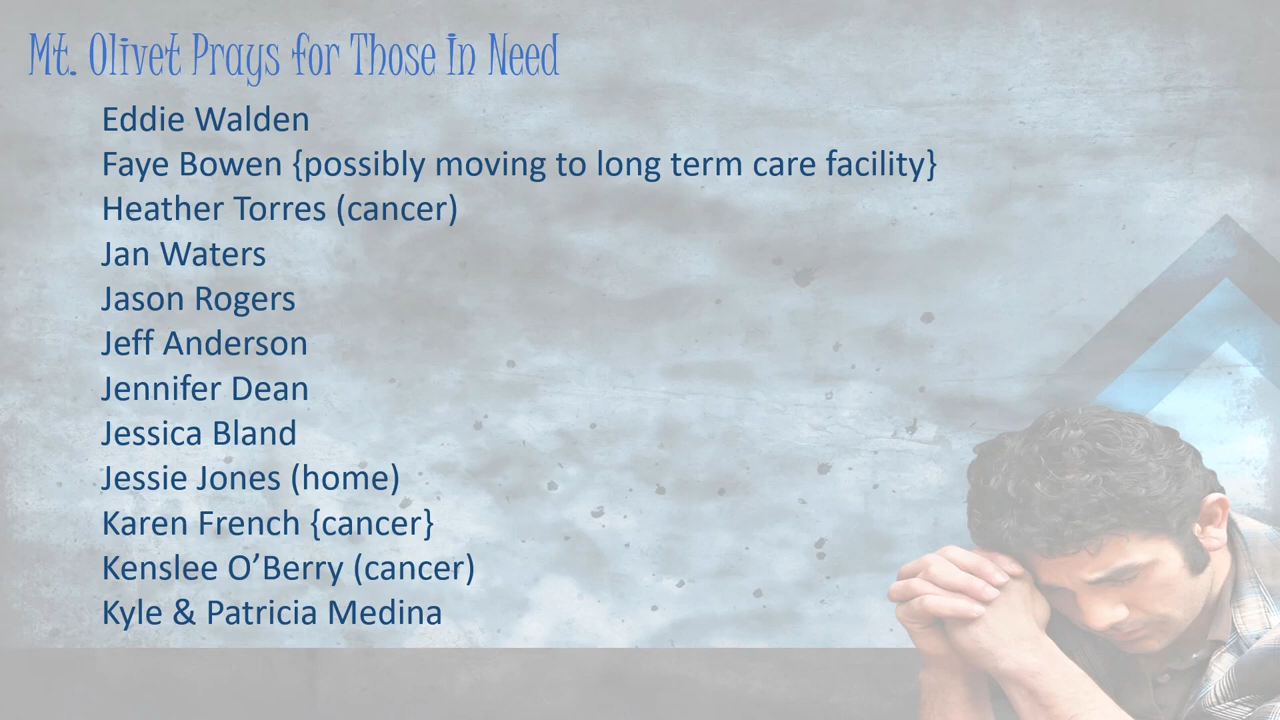 Mt. Olivet Prays for Those In Need
Eddie Walden
Faye Bowen {possibly moving to long term care facility}
Heather Torres (cancer)
Jan Waters
Jason Rogers
Jeff Anderson
Jennifer Dean
Jessica Bland
Jessie Jones (home)
Karen French {cancer}
Kenslee O’Berry (cancer)
Kyle & Patricia Medina